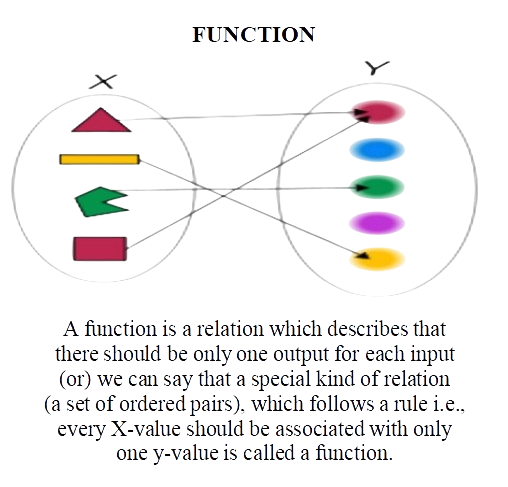 FUNCTION
X
Y
A function is a relation which describes that
there should be only one output for each input
(or) we can say that a special kind of relation
(a set of ordered pairs), which follows a rule i.e.,
every X-value should be associated with only
one y-value is called a function.